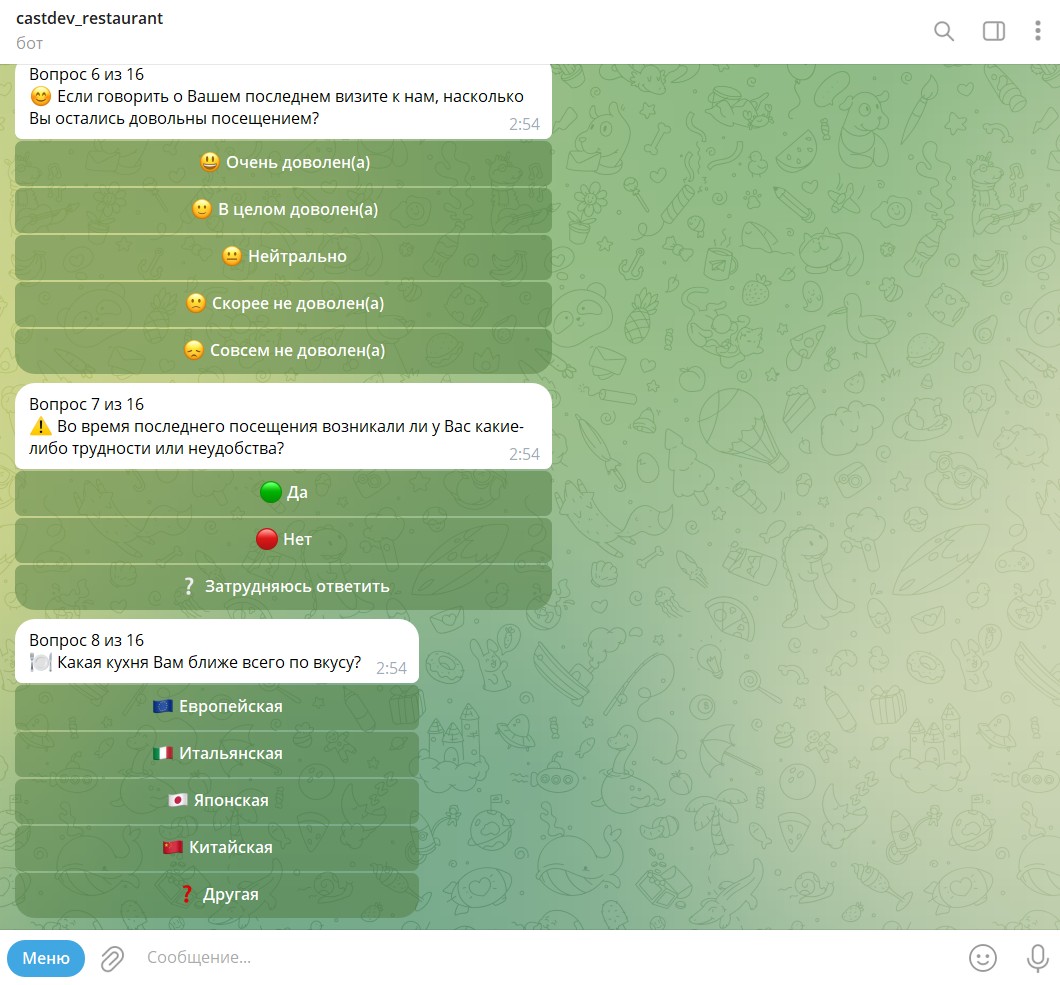 castdev_restaurant
бот
Вопрос 6 из 16
😊 Если говорить о Вашем последнем визите к нам, насколько
Вы остались довольны посещением?
2:54
😃 Очень доволен(а)
🙂 В целом доволен(а)
😐 Нейтрально
🙁 Скорее не доволен(а)
😞 Совсем не доволен(а)
Вопрос 7 из 16
⚠️ Во время последнего посещения возникали ли у Вас какие-
либо трудности или неудобства?
2:54
🟢 Да
🔴 Нет
❔ Затрудняюсь ответить
Вопрос 8 из 16
🍽️ Какая кухня Вам ближе всего по вкусу?
2:54
🇪🇺 Европейская
🇮🇹 Итальянская
🇯🇵 Японская
🇨🇳 Китайская
❓ Другая
Меню
Сообщение...